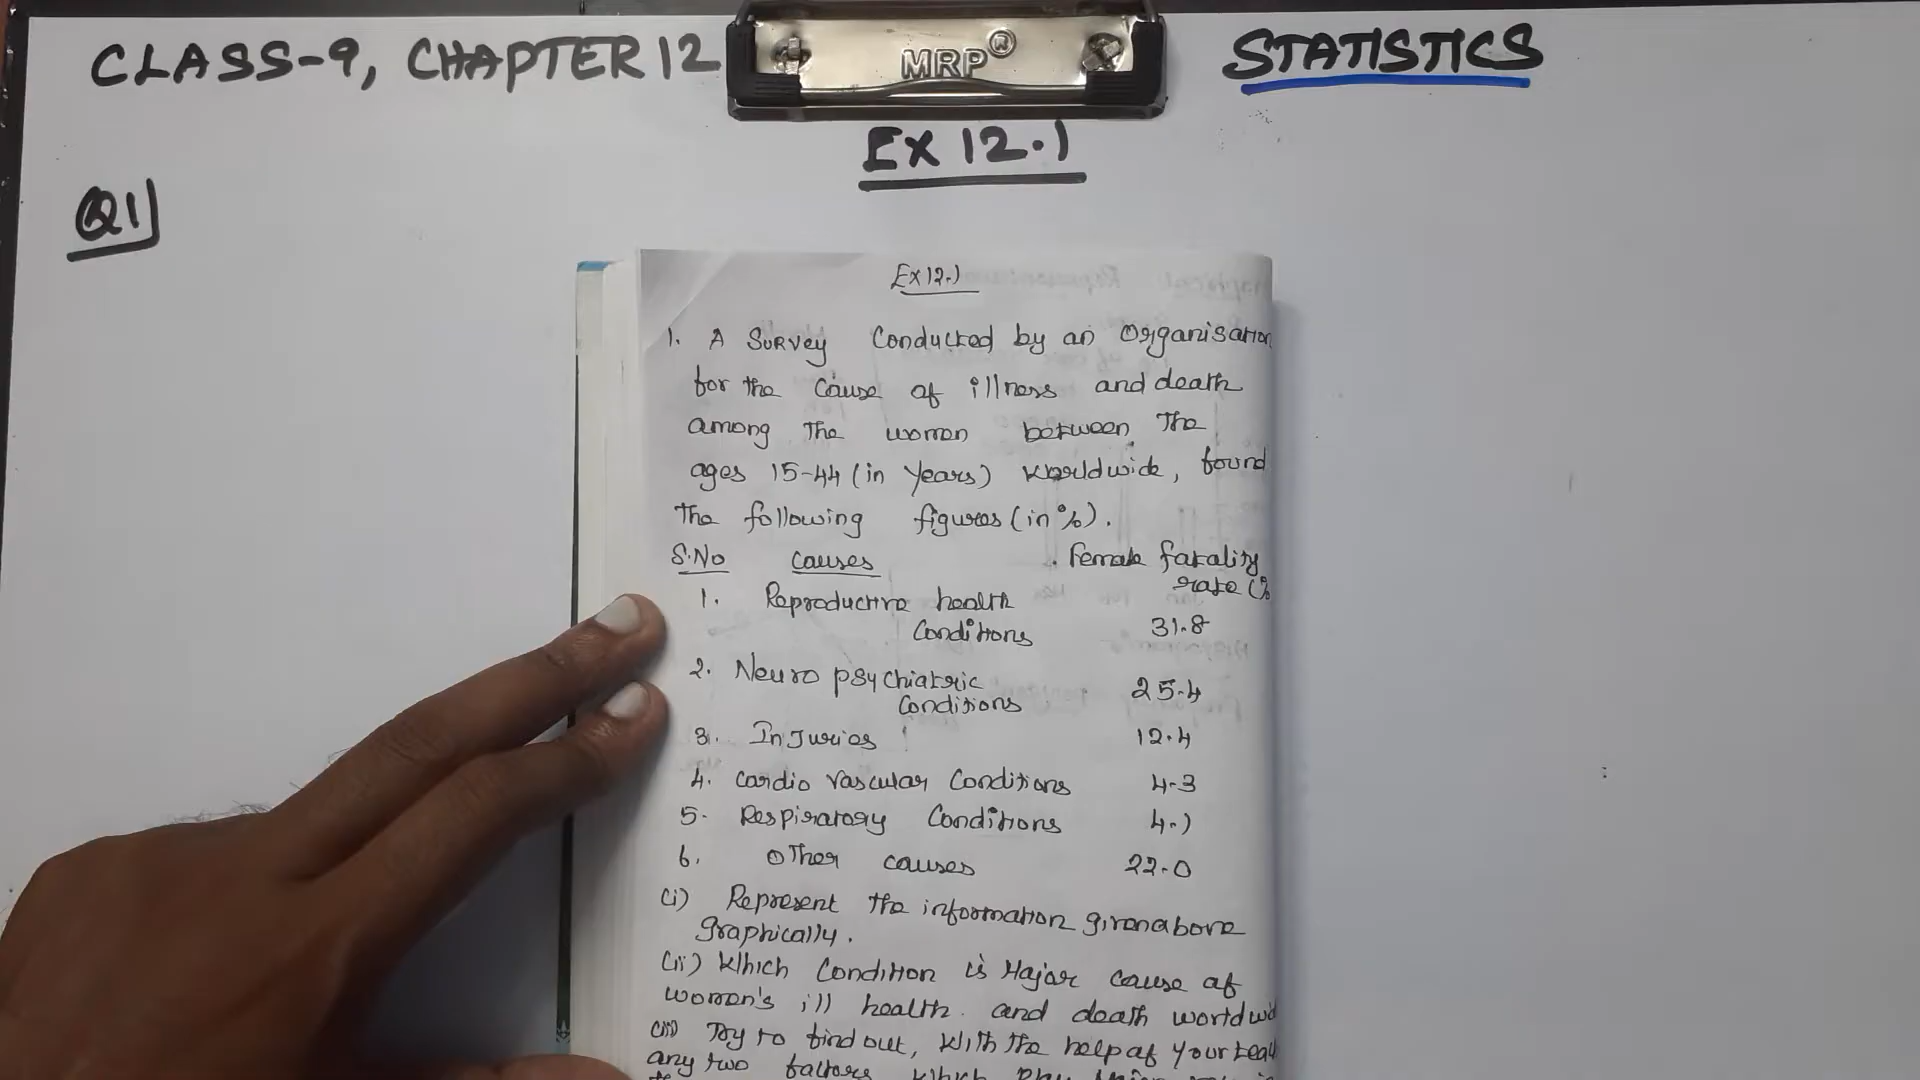 CLASS-9, CHAPTER 12
MRP®
STATISTICS
EX 12.1
Q1
Ex 12.1
1. A Survey Conducted by an Organisation
for the Cause of illness and death
among the women between the
ages 15-44 (in years) worldwide, found
the following figures (in %).
S.No causes Female fatality
rate (%
1. Reproductive health
Conditions 31.8
2. Neuro psychiatric
Conditions 25.4
3. Injuries 12.4
4. Cardio vascular Conditions 4.3
5. Respiratory Conditions 4.1
6. Other causes 22.0
(i) Represent the information given above
graphically.
(ii) Which Condition is Major cause of
women's ill health. and death worldwi
(iii) Try to find out, with the help of your tea
any two factors which